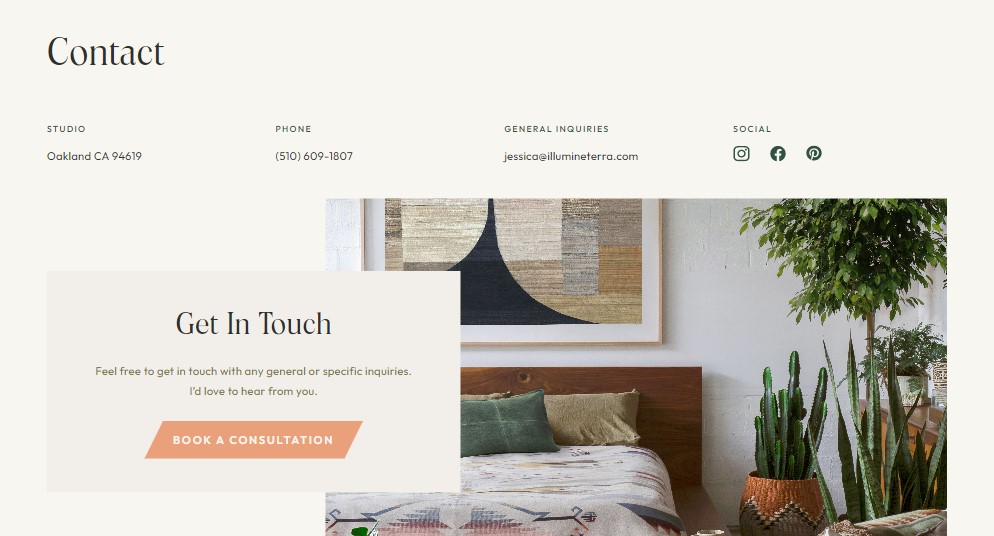 Contact
STUDIO
Oakland CA 94619
PHONE
(510) 609-1807
GENERAL INQUIRIES
jessica@illumineterra.com
SOCIAL
Get In Touch
Feel free to get in touch with any general or specific inquiries.
I'd love to hear from you.
BOOK A CONSULTATION